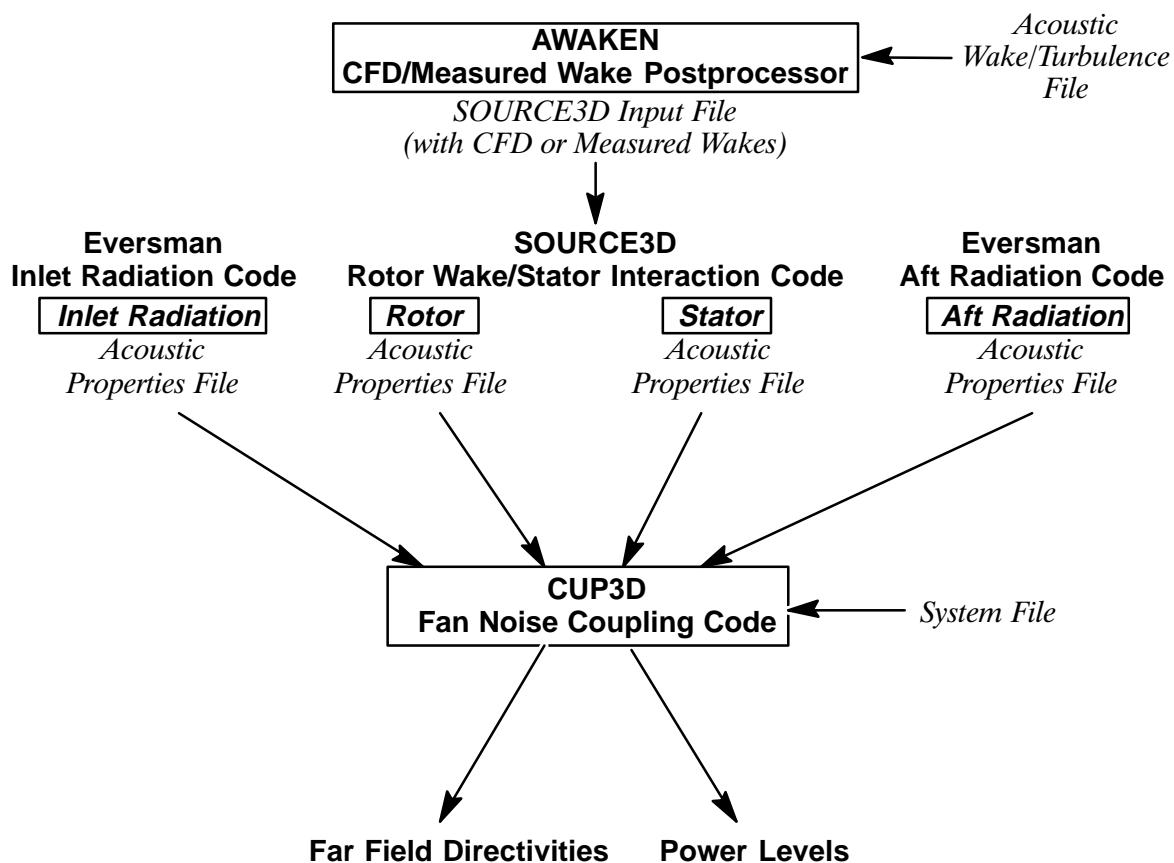 AWAKEN
CFD/Measured Wake Postprocessor
Acoustic
Wake/Turbulence
File
SOURCE3D Input File
(with CFD or Measured Wakes)
Eversman
Inlet Radiation Code
Inlet Radiation
Acoustic
Properties File
SOURCE3D
Rotor Wake/Stator Interaction Code
Rotor
Acoustic
Properties File
Stator
Acoustic
Properties File
Eversman
Aft Radiation Code
Aft Radiation
Acoustic
Properties File
CUP3D
Fan Noise Coupling Code
System File
Far Field Directivities
Power Levels